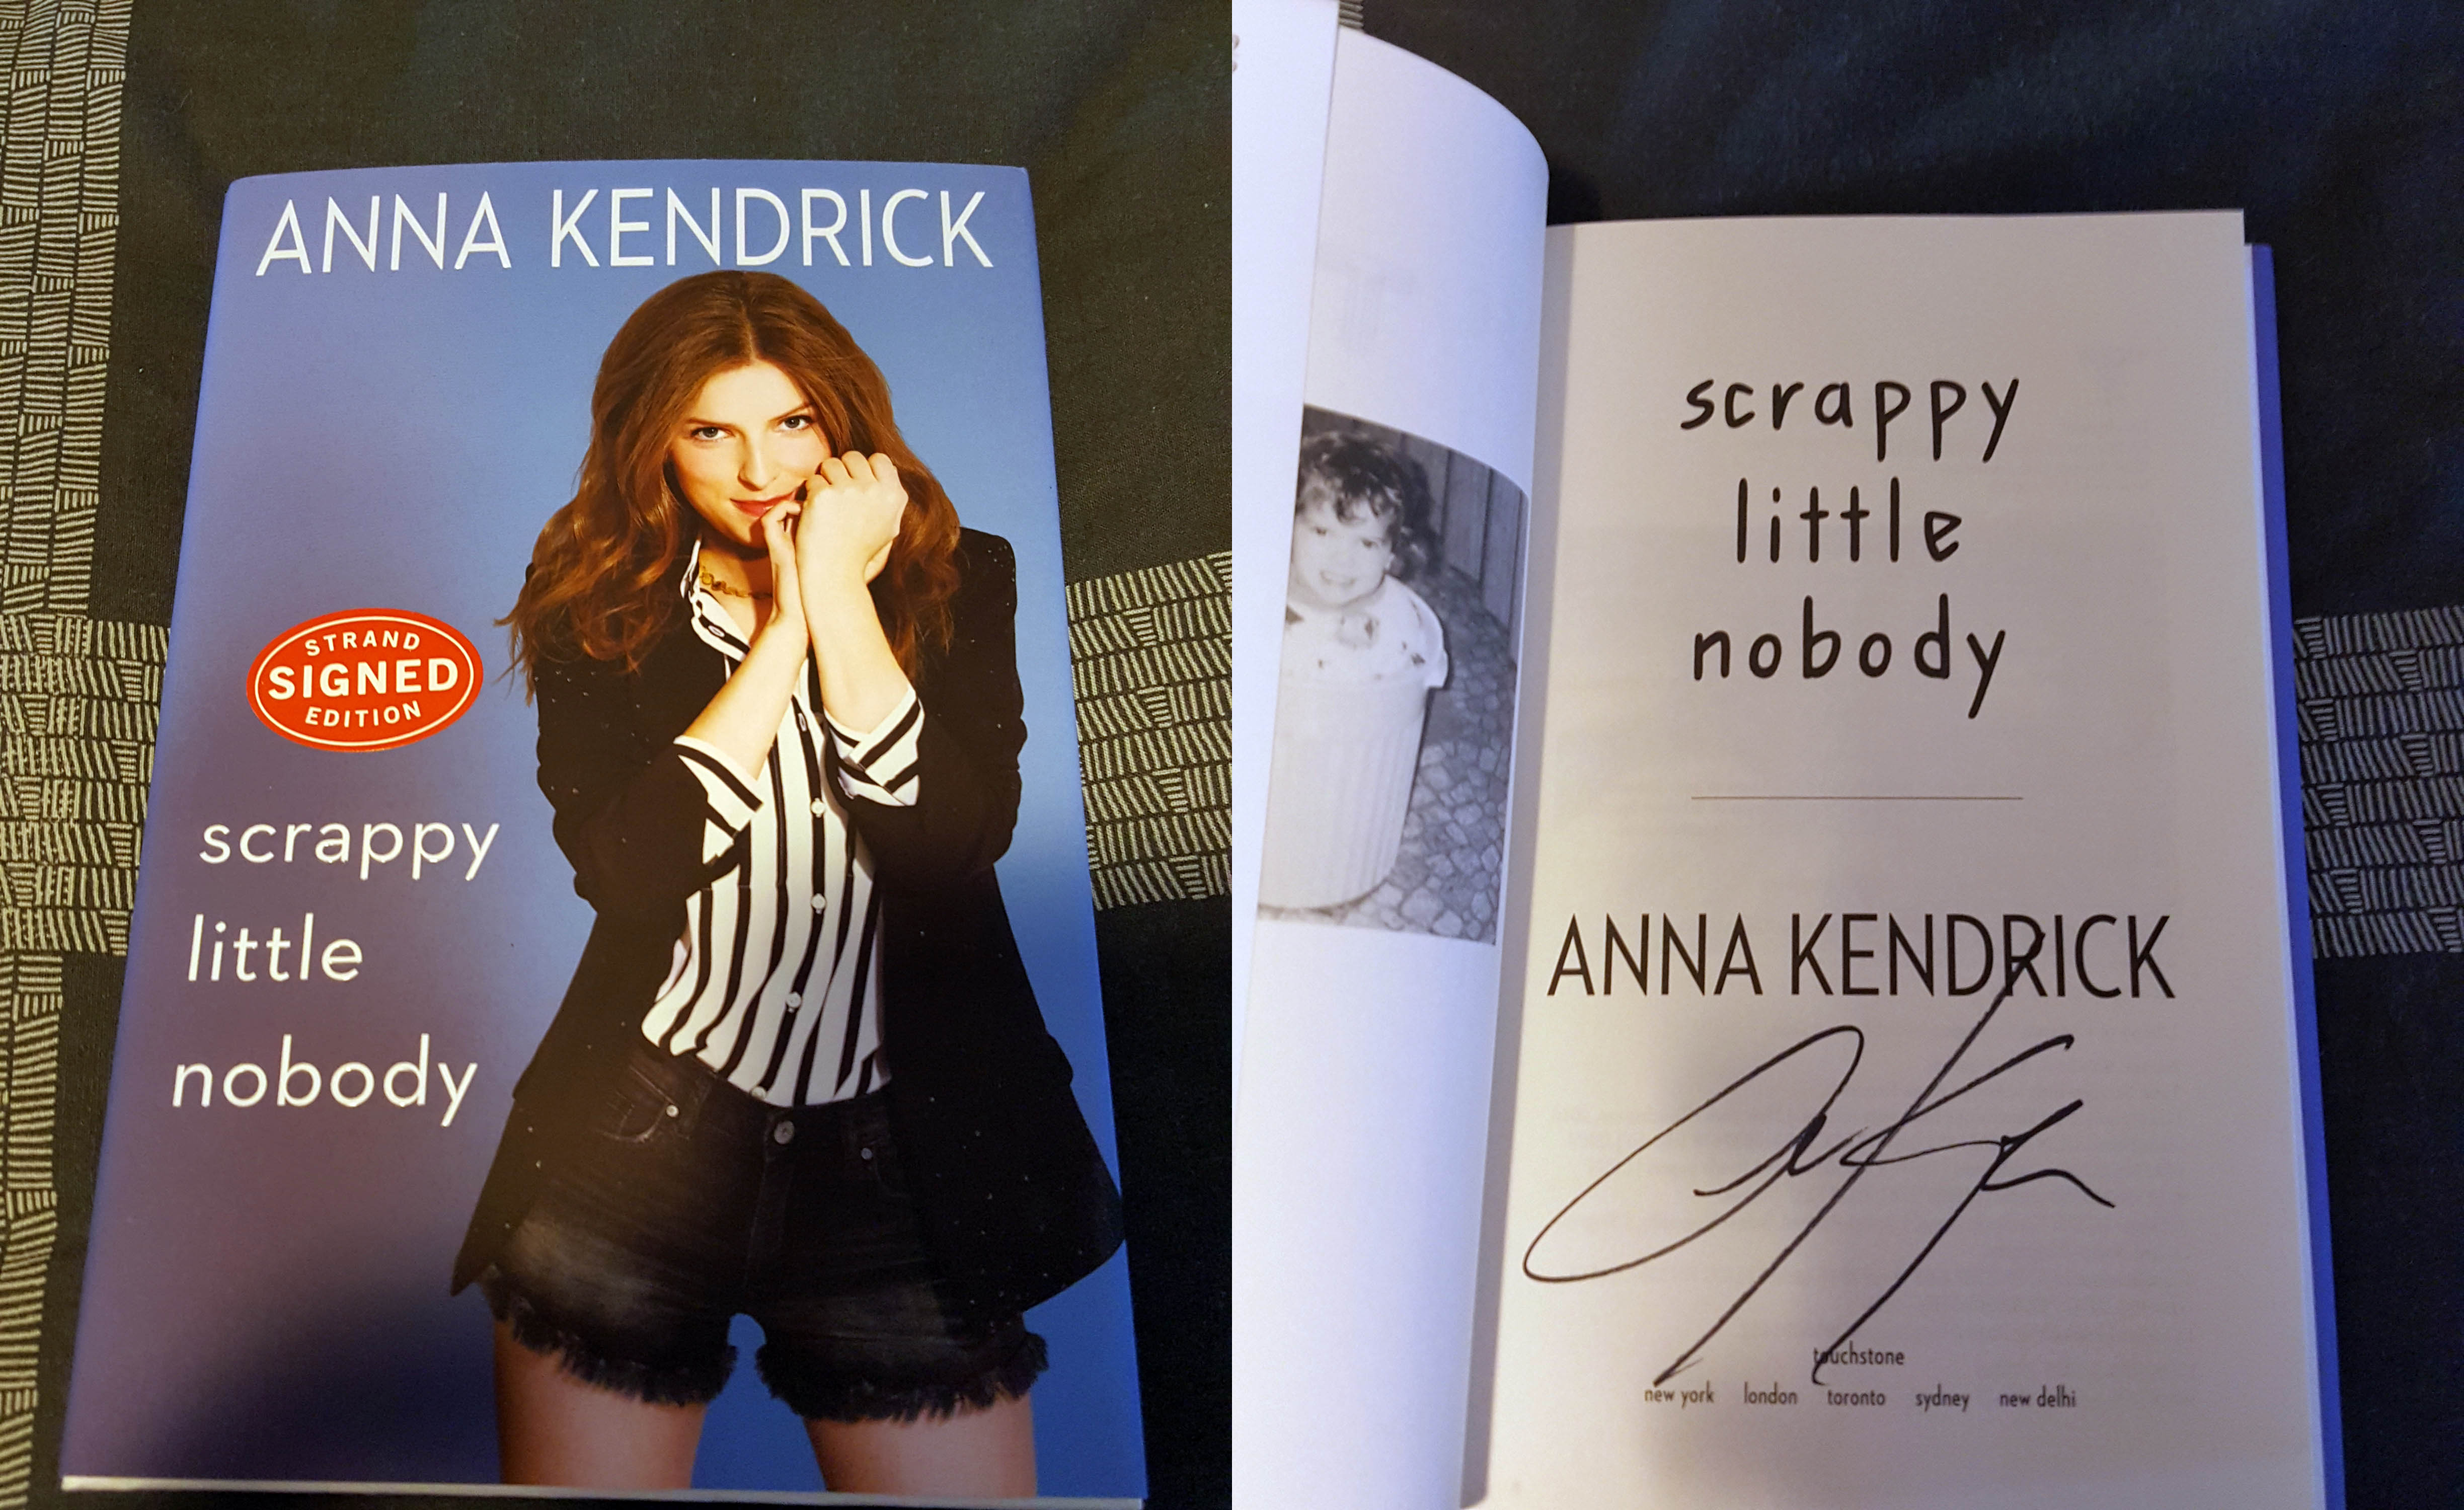 ANNA KENDRICK
STRAND
SIGNED
EDITION
scrappy
little
nobody
scrappy
little
nobody
ANNA KENDRICK
touchstone
new york london toronto sydney new delhi